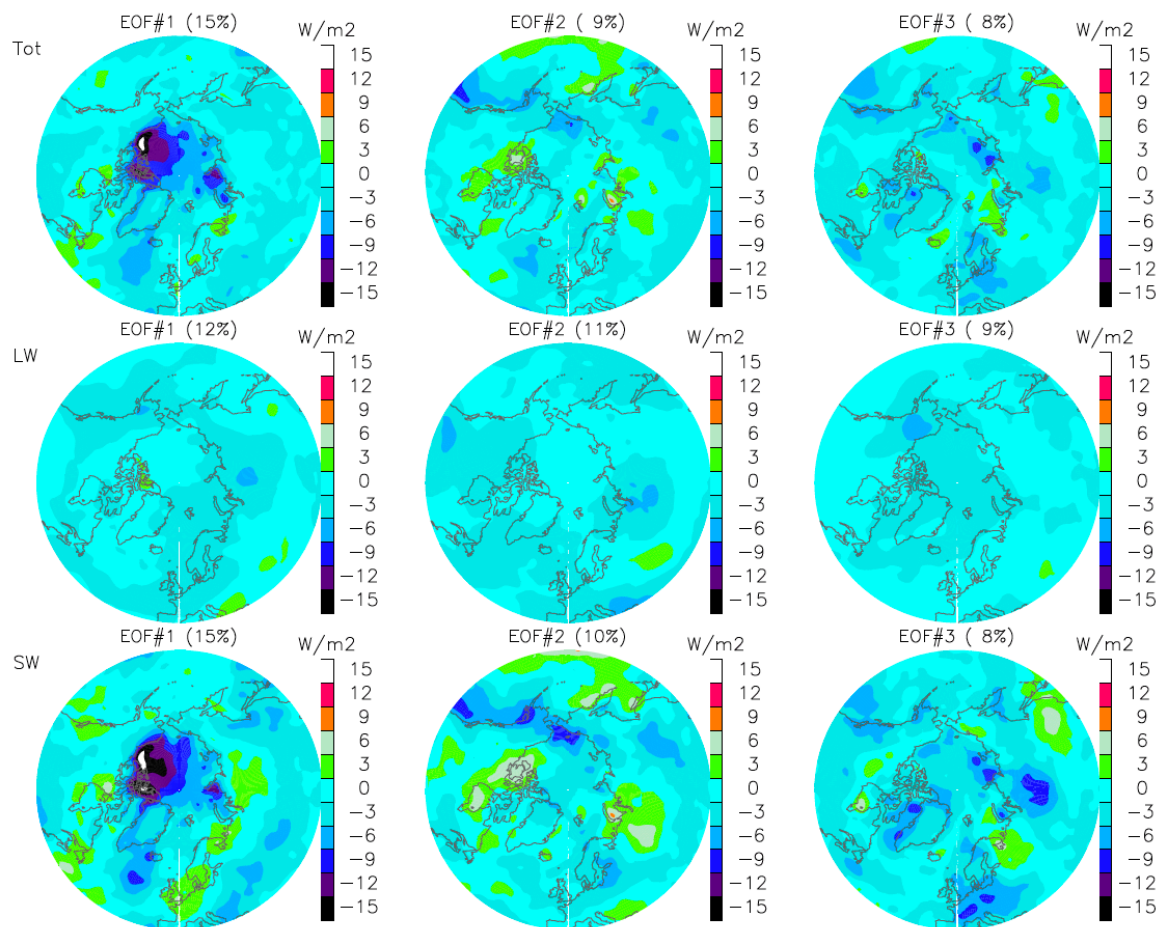 EOF#1 (15%) W/m2 EOF#2 ( 9%) W/m2 EOF#3 ( 8%) W/m2
Tot
15 15 15
12 12 12
9 9 9
6 6 6
3 3 3
0 0 0
−3 −3 −3
−6 −6 −6
−9 −9 −9
−12 −12 −12
−15 −15 −15
EOF#1 (12%) W/m2 EOF#2 (11%) W/m2 EOF#3 ( 9%) W/m2
LW
15 15 15
12 12 12
9 9 9
6 6 6
3 3 3
0 0 0
−3 −3 −3
−6 −6 −6
−9 −9 −9
−12 −12 −12
−15 −15 −15
EOF#1 (15%) W/m2 EOF#2 (10%) W/m2 EOF#3 ( 8%) W/m2
SW
15 15 15
12 12 12
9 9 9
6 6 6
3 3 3
0 0 0
−3 −3 −3
−6 −6 −6
−9 −9 −9
−12 −12 −12
−15 −15 −15